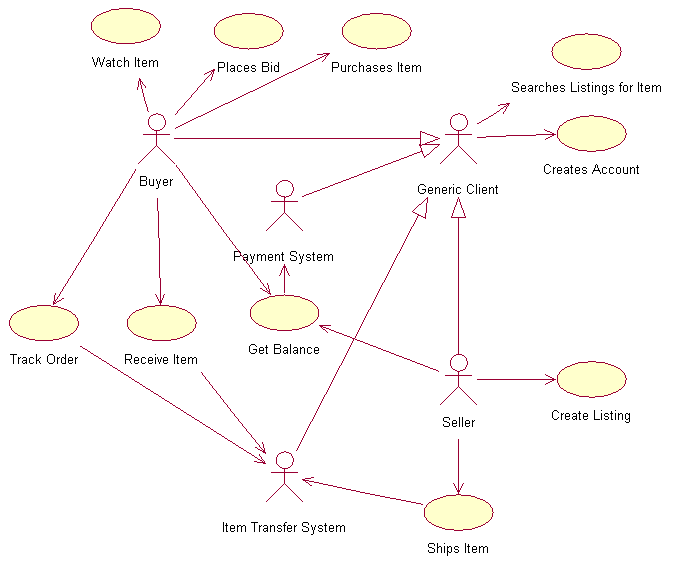 Watch Item
Places Bid
Purchases Item
Searches Listings for Item
Creates Account
Buyer
Generic Client
Payment System
Track Order
Receive Item
Get Balance
Create Listing
Seller
Item Transfer System
Ships Item